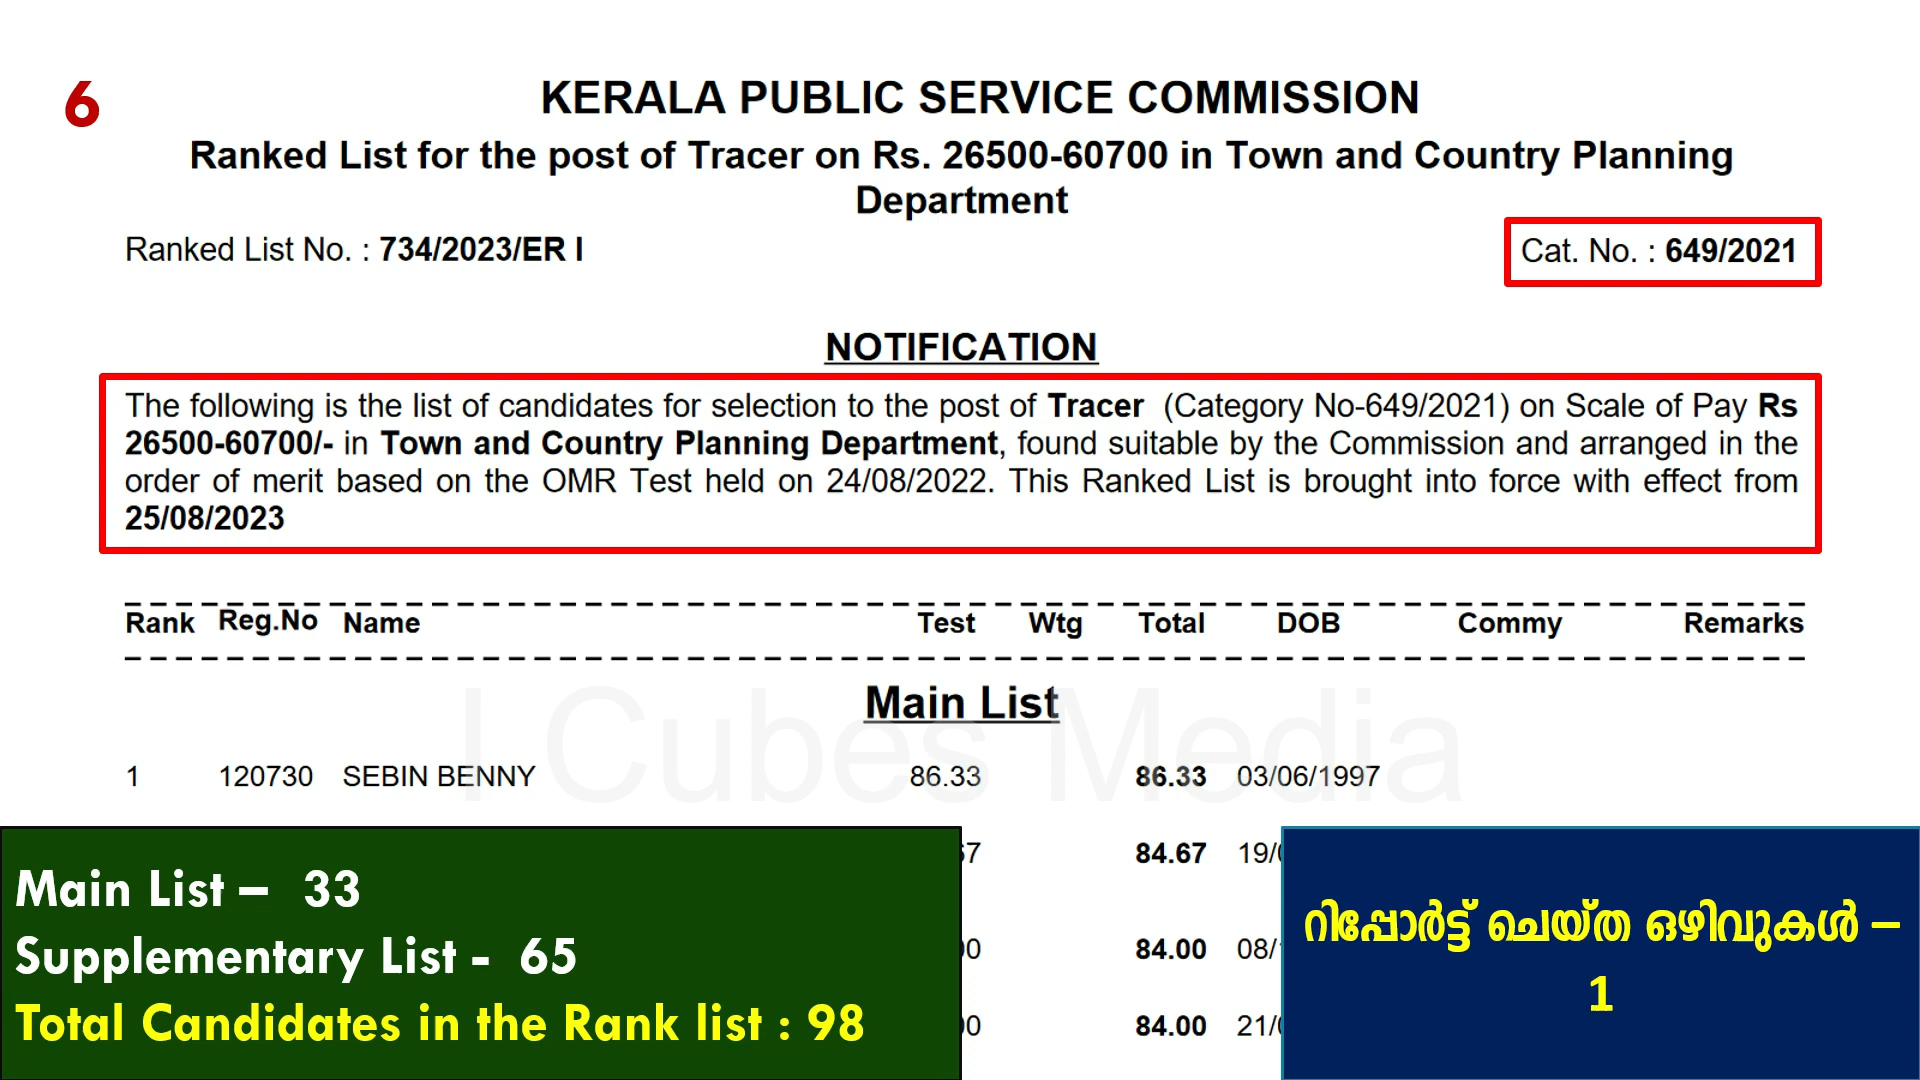 6
KERALA PUBLIC SERVICE COMMISSION
Ranked List for the post of Tracer on Rs. 26500-60700 in Town and Country Planning
Department
Ranked List No. : 734/2023/ER I
Cat. No. : 649/2021
NOTIFICATION
The following is the list of candidates for selection to the post of Tracer (Category No-649/2021) on Scale of Pay Rs
26500-60700/- in Town and Country Planning Department, found suitable by the Commission and arranged in the
order of merit based on the OMR Test held on 24/08/2022. This Ranked List is brought into force with effect from
25/08/2023
Rank Reg.No Name Test Wtg Total DOB Commy Remarks
Main List
I Cubes Media
1 120730 SEBIN BENNY 86.33 86.33 03/06/1997
84.67
84.00
84.00
Main List – 33
Supplementary List - 65
Total Candidates in the Rank list : 98
റിപ്പോർട്ട് ചെയ്ത ഒഴിവുകൾ –
1